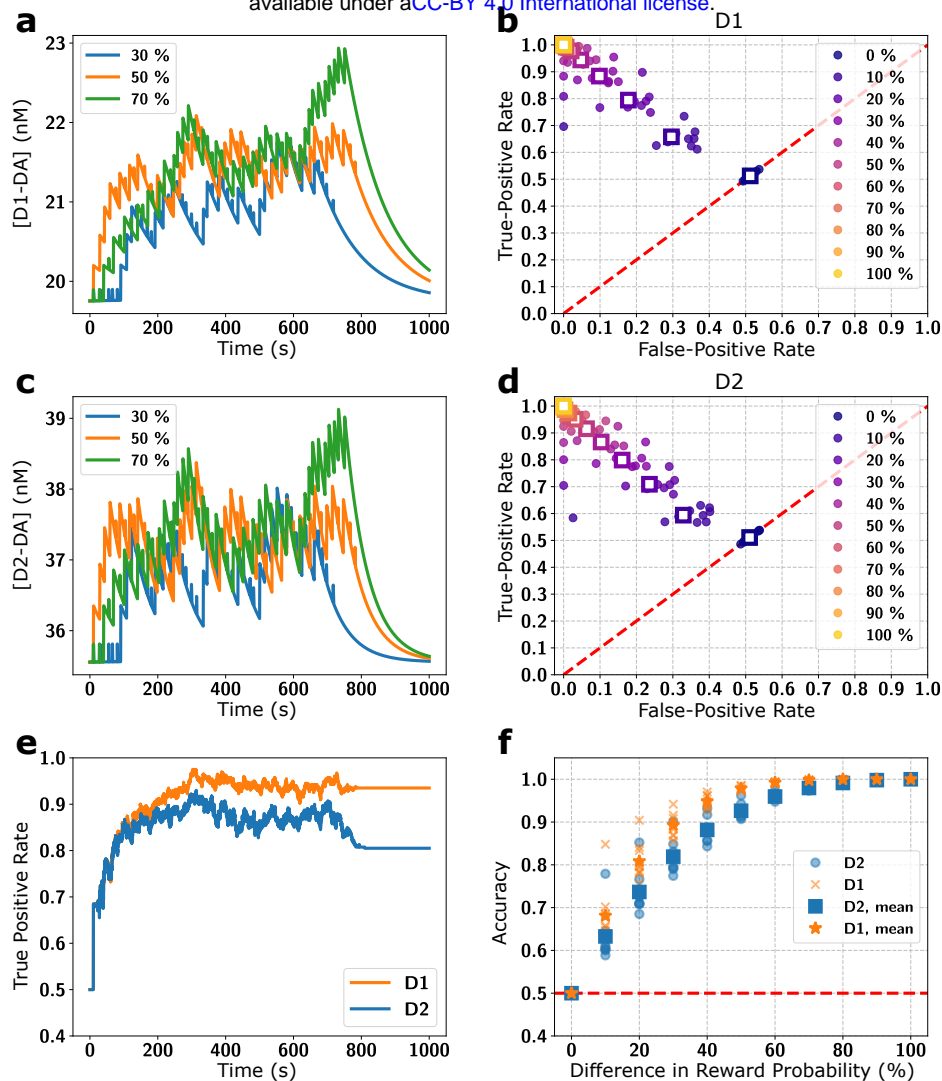 available under aCC-BY 4.0 International license.
a
23
22
21
20
[D1-DA] (nM)
30 %
50 %
70 %
0 200 400 600 800 1000
Time (s)
b
D1
1.0
0.9
0.8
0.7
0.6
0.5
0.4
0.3
0.2
0.1
0.0
True-Positive Rate
0 %
10 %
20 %
30 %
40 %
50 %
60 %
70 %
80 %
90 %
100 %
0.0 0.1 0.2 0.3 0.4 0.5 0.6 0.7 0.8 0.9 1.0
False-Positive Rate
c
39
38
37
36
[D2-DA] (nM)
30 %
50 %
70 %
0 200 400 600 800 1000
Time (s)
d
D2
1.0
0.9
0.8
0.7
0.6
0.5
0.4
0.3
0.2
0.1
0.0
True-Positive Rate
0 %
10 %
20 %
30 %
40 %
50 %
60 %
70 %
80 %
90 %
100 %
0.0 0.1 0.2 0.3 0.4 0.5 0.6 0.7 0.8 0.9 1.0
False-Positive Rate
e
1.0
0.9
0.8
0.7
0.6
0.5
0.4
True Positive Rate
D1
D2
0 200 400 600 800 1000
Time (s)
f
1.0
0.9
0.8
0.7
0.6
0.5
0.4
Accuracy
D2
D1
D2, mean
D1, mean
0 20 40 60 80 100
Difference in Reward Probability (%)